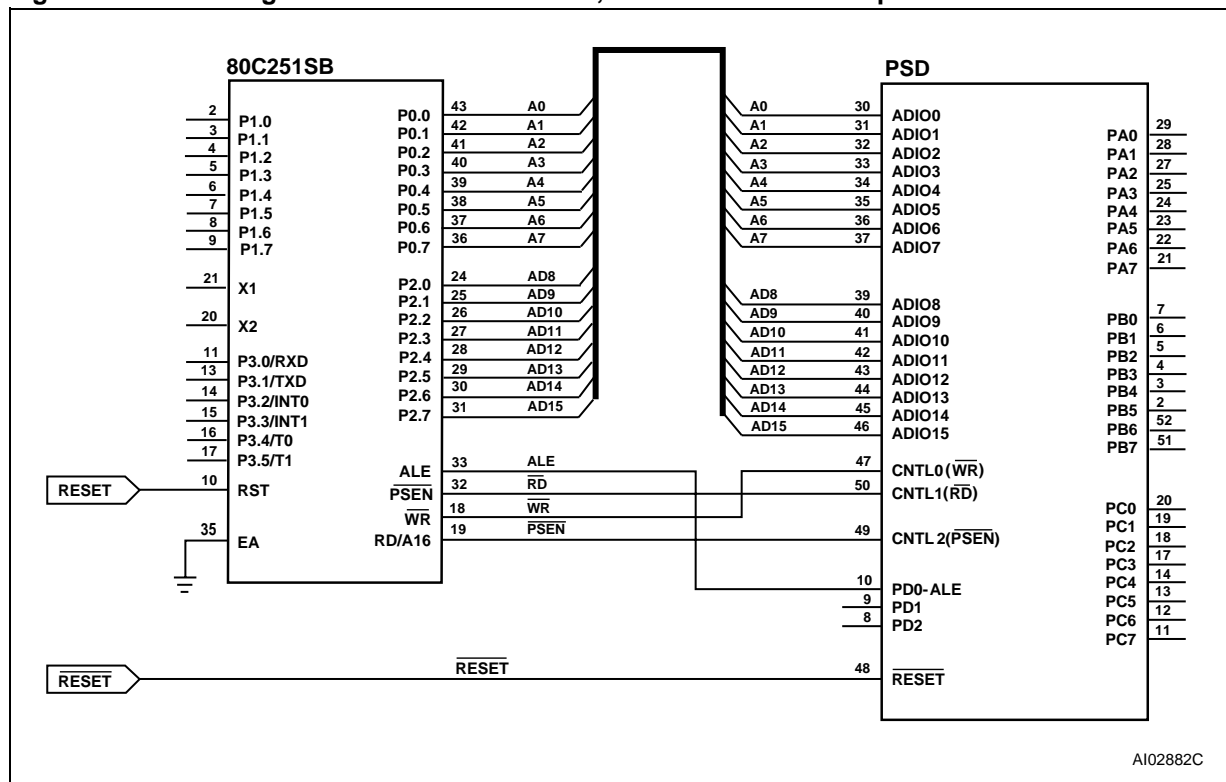 80C251SB
2 P1.0
3 P1.1
4 P1.2
5 P1.3
6 P1.4
7 P1.5
8 P1.6
9 P1.7
21 X1
20 X2
11 P3.0/RXD
13 P3.1/TXD
14 P3.2/INT0
15 P3.3/INT1
16 P3.4/T0
17 P3.5/T1
RESET 10 RST
35 EA
P0.0 43 A0
P0.1 42 A1
P0.2 41 A2
P0.3 40 A3
P0.4 39 A4
P0.5 38 A5
P0.6 37 A6
P0.7 36 A7
P2.0 24 AD8
P2.1 25 AD9
P2.2 26 AD10
P2.3 27 AD11
P2.4 28 AD12
P2.5 29 AD13
P2.6 30 AD14
P2.7 31 AD15
ALE 33 ALE
PSEN 32 RD
WR 18 WR
RD/A16 19 PSEN
PSD
A0 30 ADIO0
A1 31 ADIO1
A2 32 ADIO2
A3 33 ADIO3
A4 34 ADIO4
A5 35 ADIO5
A6 36 ADIO6
A7 37 ADIO7
AD8 39 ADIO8
AD9 40 ADIO9
AD10 41 ADIO10
AD11 42 ADIO11
AD12 43 ADIO12
AD13 44 ADIO13
AD14 45 ADIO14
AD15 46 ADIO15
47 CNTL0(WR)
50 CNTL1(RD)
49 CNTL 2(PSEN)
10 PD0-ALE
9 PD1
8 PD2
RESET RESET 48 RESET
PA0 29
PA1 28
PA2 27
PA3 25
PA4 24
PA5 23
PA6 22
PA7 21
PB0 7
PB1 6
PB2 5
PB3 4
PB4 3
PB5 2
PB6 52
PB7 51
PC0 20
PC1 19
PC2 18
PC3 17
PC4 14
PC5 13
PC6 12
PC7 11
AI02882C